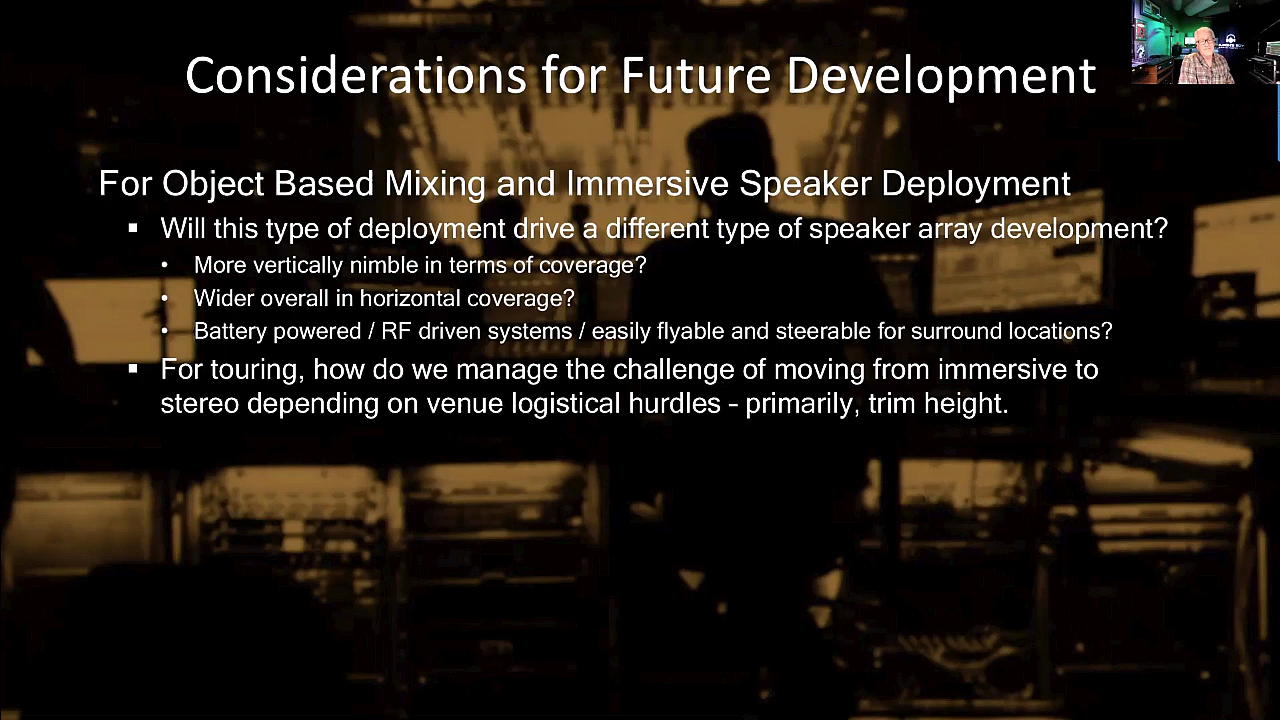 Considerations for Future Development
For Object Based Mixing and Immersive Speaker Deployment
▪ Will this type of deployment drive a different type of speaker array development?
• More vertically nimble in terms of coverage?
• Wider overall in horizontal coverage?
• Battery powered / RF driven systems / easily flyable and steerable for surround locations?
▪ For touring, how do we manage the challenge of moving from immersive to
stereo depending on venue logistical hurdles – primarily, trim height.